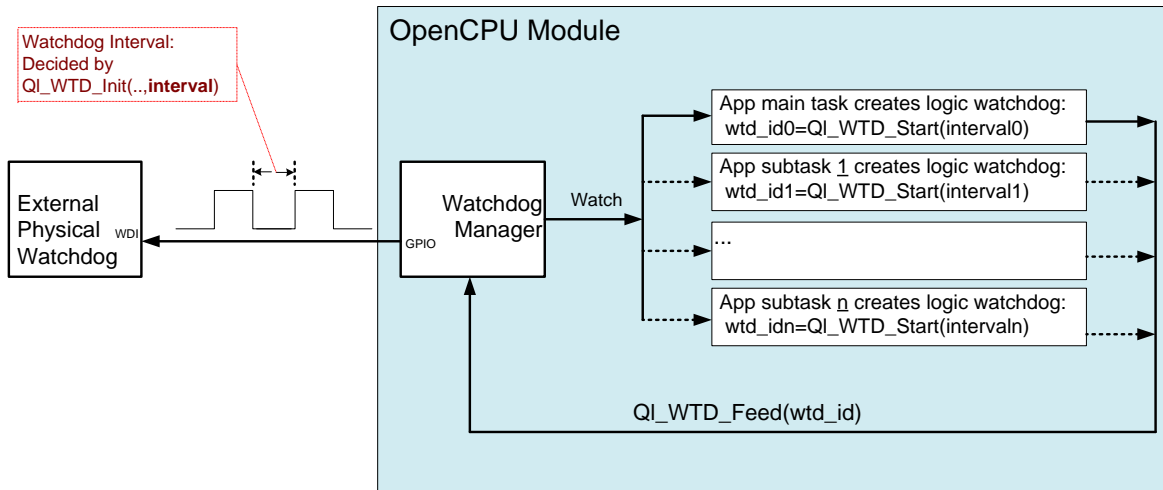 OpenCPU Module
Watchdog Interval:
Decided by
Ql_WTD_Init(..,interval)
App main task creates logic watchdog:
wtd_id0=Ql_WTD_Start(interval0)
App subtask 1 creates logic watchdog:
wtd_id1=Ql_WTD_Start(interval1)
...
App subtask n creates logic watchdog:
wtd_idn=Ql_WTD_Start(intervaln)
External
Physical
Watchdog
WDI
GPIO
Watchdog
Manager
Watch
Ql_WTD_Feed(wtd_id)